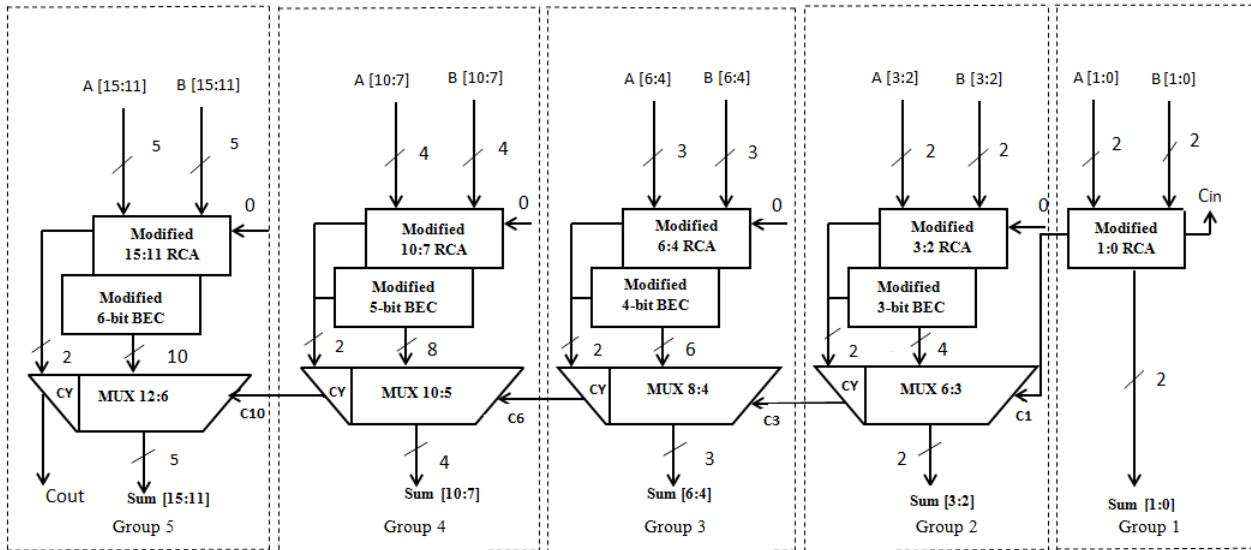 A [15:11] B [15:11]
5 5
0
Modified
15:11 RCA
Modified
6-bit BEC
2 10
CY MUX 12:6
C10
5
Cout
Sum [15:11]
Group 5
A [10:7] B [10:7]
4 4
0
Modified
10:7 RCA
Modified
5-bit BEC
2 8
CY MUX 10:5
C6
4
Sum [10:7]
Group 4
A [6:4] B [6:4]
3 3
0
Modified
6:4 RCA
Modified
4-bit BEC
2 6
CY MUX 8:4
C3
3
Sum [6:4]
Group 3
A [3:2] B [3:2]
2 2
0
Modified
3:2 RCA
Modified
3-bit BEC
2 4
CY MUX 6:3
C1
2
Sum [3:2]
Group 2
A [1:0] B [1:0]
2 2
Cin
Modified
1:0 RCA
2
Sum [1:0]
Group 1